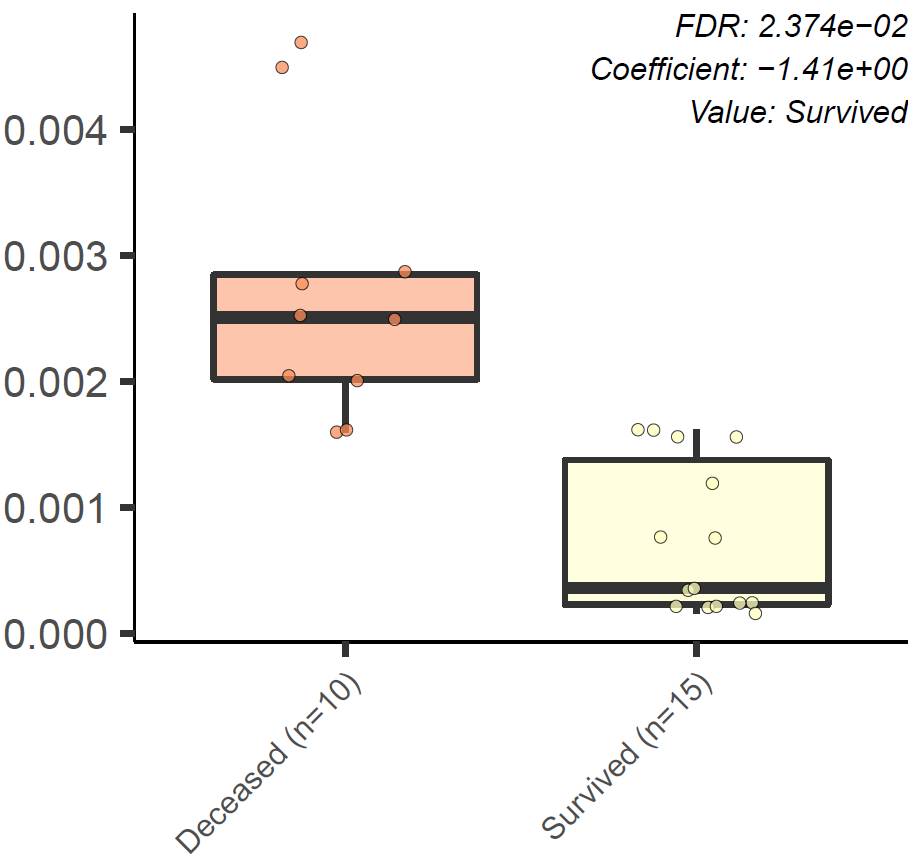 FDR: 2.374e−02
Coefficient: −1.41e+00
Value: Survived
0.004
0.003
0.002
0.001
0.000
Deceased (n=10)
Survived (n=15)